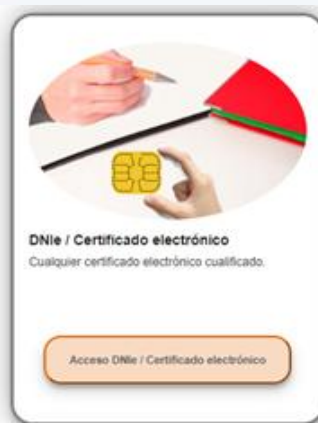 DNIe / Certificado electrónico
Cualquier certificado electrónico cualificado.
Acceso DNIe / Certificado electrónico